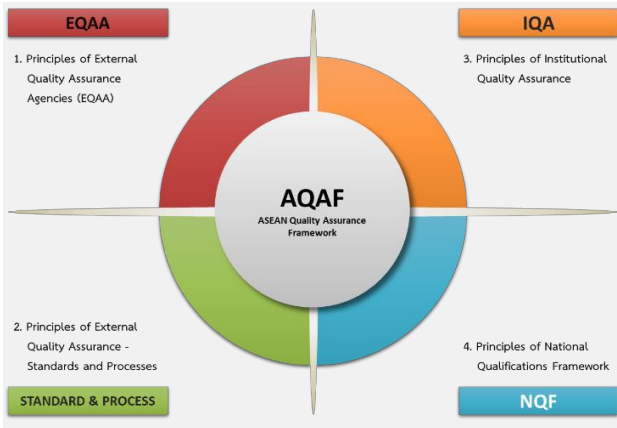 EQAA
1. Principles of External
Quality Assurance
Agencies (EQAA)
IQA
3. Principles of Institutional
Quality Assurance
AQAF
ASEAN Quality Assurance
Framework
2. Principles of External
Quality Assurance -
Standards and Processes
STANDARD & PROCESS
4. Principles of National
Qualifications Framework
NQF